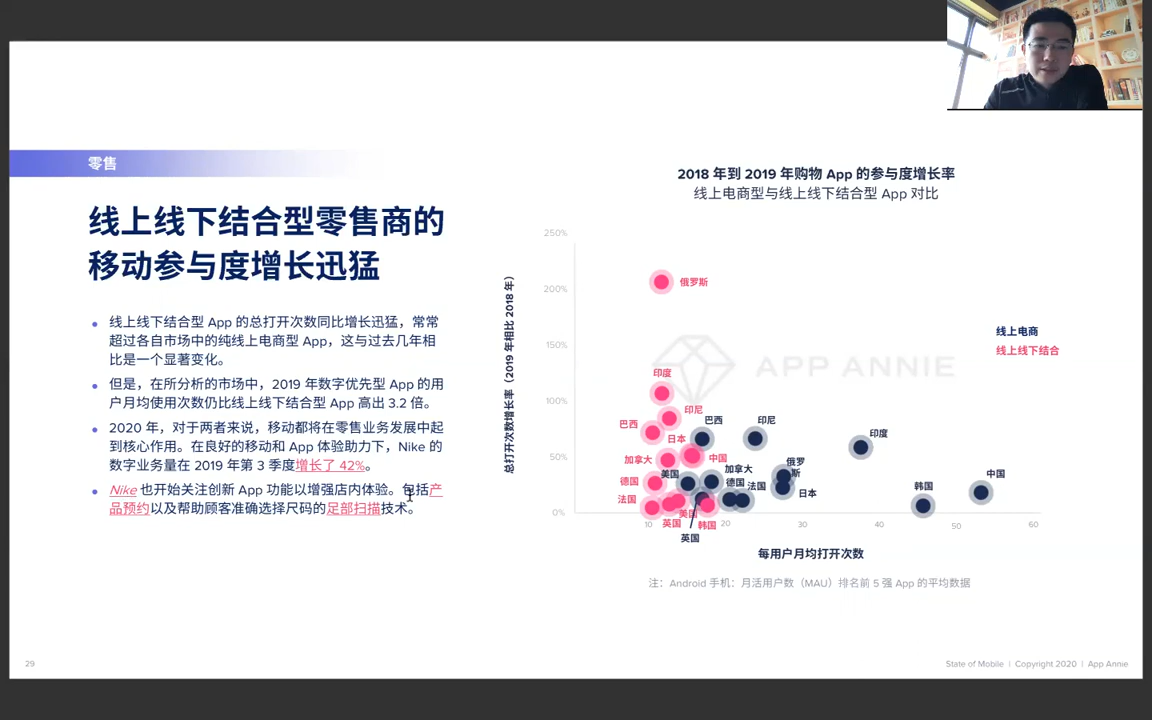 零售
线上线下结合型零售商的
移动参与度增长迅猛
线上线下结合型 App 的总打开次数同比增长迅猛，常常
超过各自市场中的纯线上电商型 App，这与过去几年相
比是一个显著变化。
但是，在所分析的市场中，2019 年数字优先型 App 的用
户月均使用次数仍比线上线下结合型 App 高出 3.2 倍。
2020 年，对于两者来说，移动都将在零售业务发展中起
到核心作用。在良好的移动和 App 体验助力下，Nike 的
数字业务量在 2019 年第 3 季度增长了 42%。
Nike 也开始关注创新 App 功能以增强店内体验。包括产
品预约以及帮助顾客准确选择尺码的足部扫描技术。
2018 年到 2019 年购物 App 的参与度增长率
线上电商型与线上线下结合型 App 对比
总打开次数增长率（2019 年相比 2018 年）
250%
200%
150%
100%
50%
0%
俄罗斯
线上电商
线上线下结合
APP ANNIE
印度
印尼
巴西
巴西
印尼
日本
印度
加拿大
中国
俄罗
斯
美国
加拿大
中国
德国
德国
法国
日本
韩国
法国
美国
英国
韩国
英国
10
20
30
40
50
60
每用户月均打开次数
注：Android 手机：月活用户数（MAU）排名前 5 强 App 的平均数据
29
State of Mobile | Copyright 2020 | App Annie